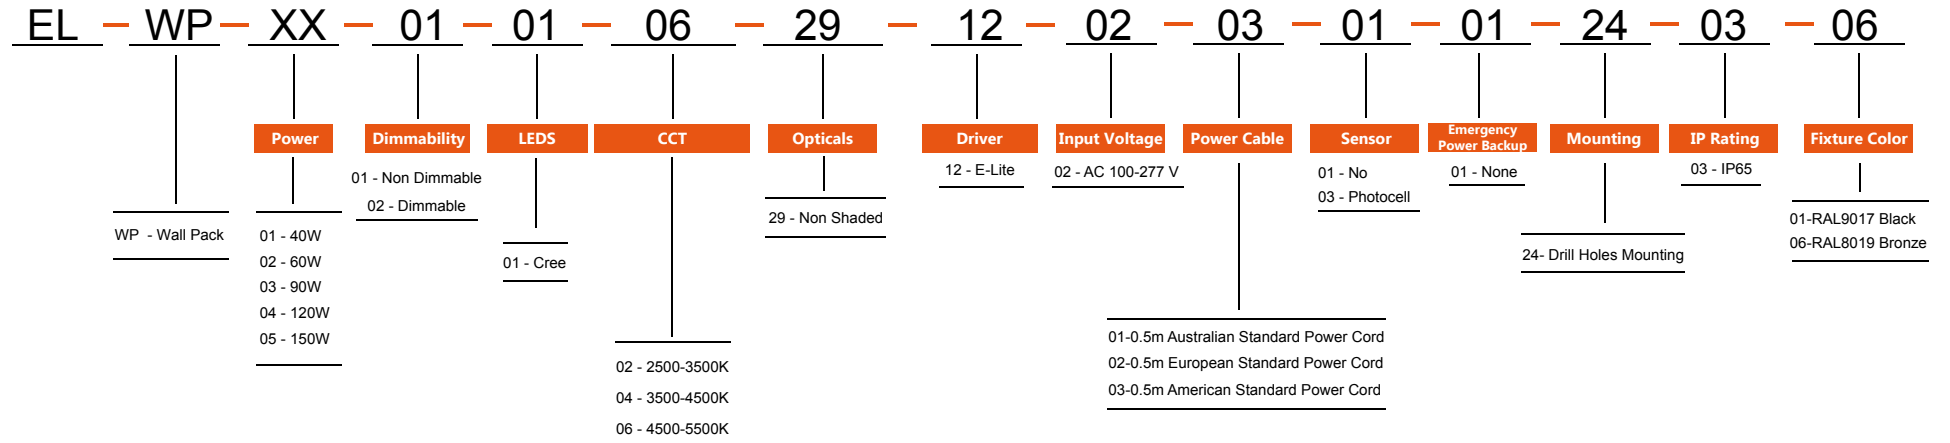 EL — WP — XX — 01 — 01 — 06 — 29 — 12 — 02 — 03 — 01 — 01 — 24 — 03 — 06
WP - Wall Pack
Power
01 - 40W
02 - 60W
03 - 90W
04 - 120W
05 - 150W
Dimmability
01 - Non Dimmable
02 - Dimmable
LEDS
01 - Cree
CCT
02 - 2500-3500K
04 - 3500-4500K
06 - 4500-5500K
Opticals
29 - Non Shaded
Driver
12 - E-Lite
Input Voltage
02 - AC 100-277 V
Power Cable
01-0.5m Australian Standard Power Cord
02-0.5m European Standard Power Cord
03-0.5m American Standard Power Cord
Sensor
01 - No
03 - Photocell
Emergency
Power Backup
01 - None
Mounting
24- Drill Holes Mounting
IP Rating
03 - IP65
Fixture Color
01-RAL9017 Black
06-RAL8019 Bronze